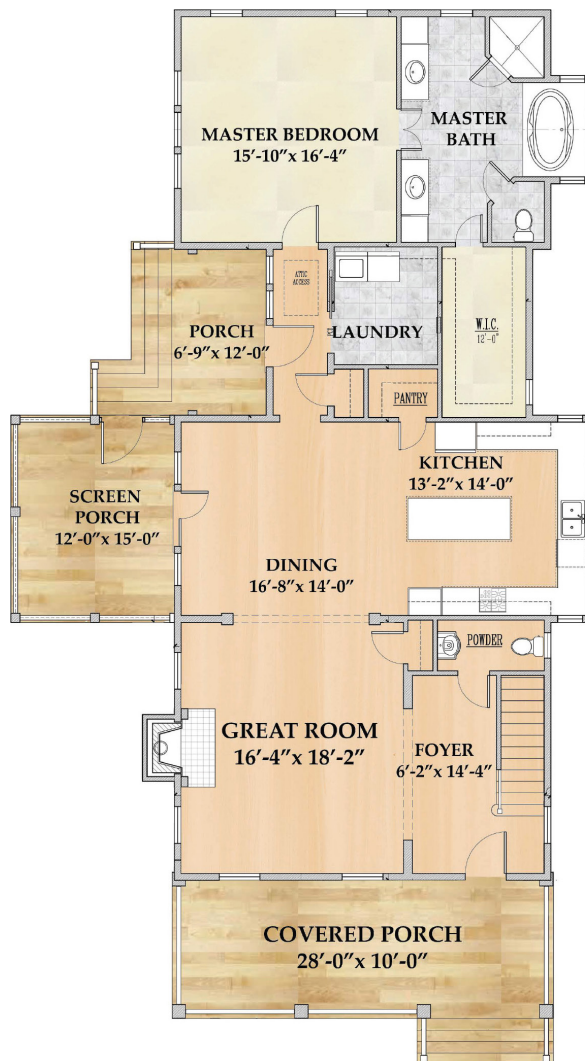 MASTER BEDROOM
15'-10"x 16'-4"
MASTER
BATH
ATTIC
ACCESS
PORCH
6'-9"x 12'-0"
LAUNDRY
W.I.C.
12'-0"
PANTRY
KITCHEN
13'-2"x 14'-0"
SCREEN
PORCH
12'-0"x 15'-0"
DINING
16'-8"x 14'-0"
POWDER
GREAT ROOM
16'-4"x 18'-2"
FOYER
6'-2"x 14'-4"
COVERED PORCH
28'-0"x 10'-0"